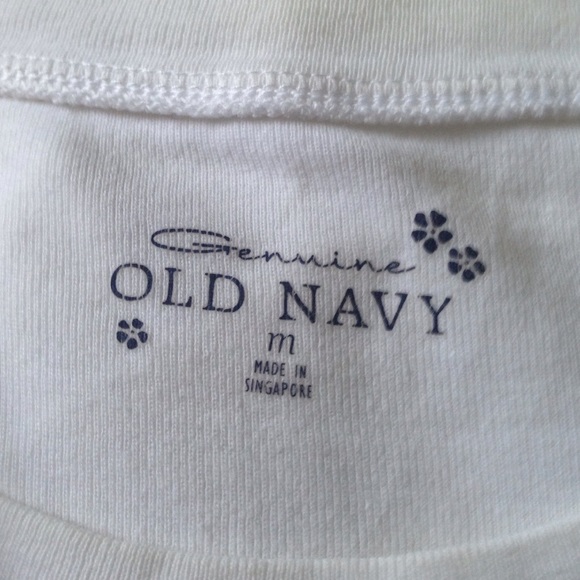 Genuine
OLD NAVY
m
MADE IN
SINGAPORE